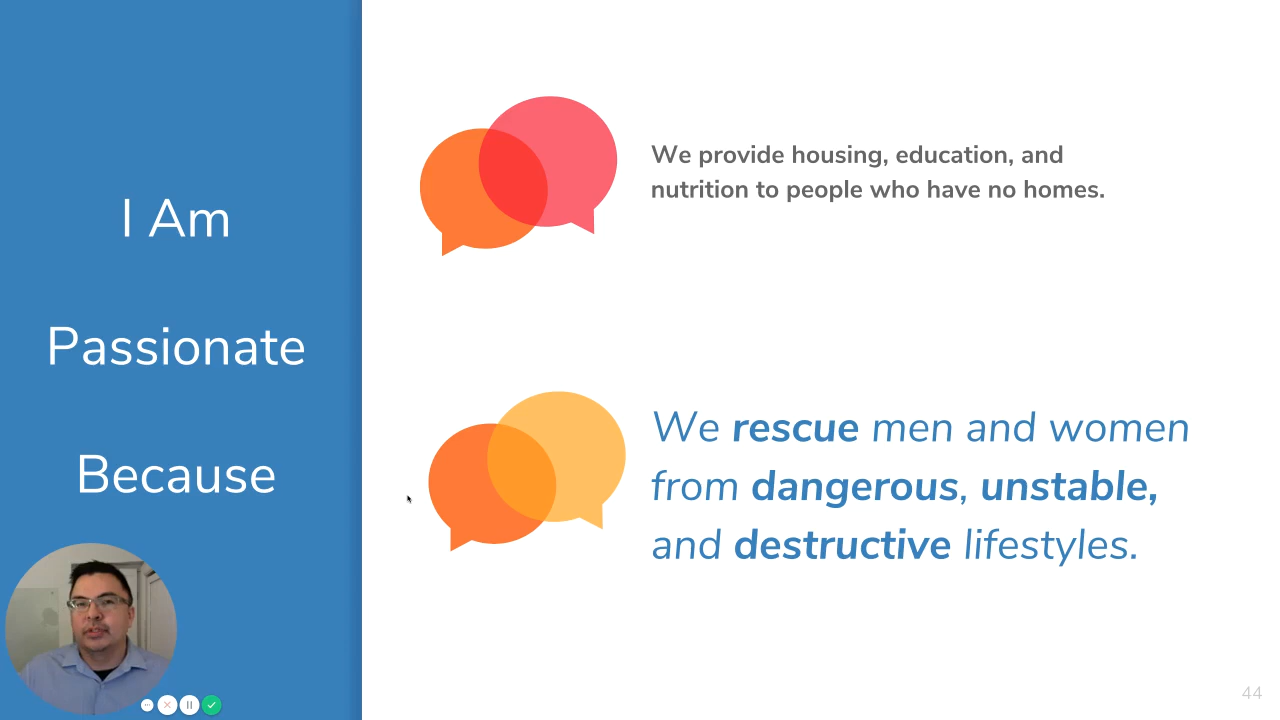 I Am
Passionate
Because
We provide housing, education, and
nutrition to people who have no homes.
We rescue men and women
from dangerous, unstable,
and destructive lifestyles.
44